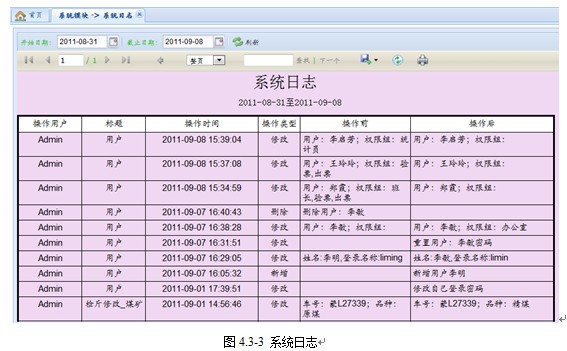 首页 系统模块 -> 系统日志
开始日期: 2011-08-31 截止日期: 2011-09-08 刷新
1 / 1 整页 查找 | 下一个
系统日志
2011-08-31至2011-09-08
操作用户 标题 操作时间 操作类型 操作前 操作后
Admin 用户 2011-09-08 15:39:04 修改 用户: 李启芳; 权限组: 统计员 用户: 李启芳; 权限组:
Admin 用户 2011-09-08 15:37:08 修改 用户: 王玲玲; 权限组: 验票,出票 用户: 王玲玲; 权限组:
Admin 用户 2011-09-08 15:34:59 修改 用户: 郑霞; 权限组: 班长,验票,出票 用户: 郑霞; 权限组:
Admin 用户 2011-09-07 16:40:43 删除 删除用户: 李敏
Admin 用户 2011-09-07 16:38:28 修改 用户: 李敏; 权限组: 用户: 李敏; 权限组: 办公室
Admin 用户 2011-09-07 16:31:51 修改 重置用户: 李敏密码
Admin 用户 2011-09-07 16:29:05 修改 姓名:李明,登录名称:liming 姓名:李敏,登录名称:limin
Admin 用户 2011-09-07 16:05:32 新增 新增用户李明
Admin 用户 2011-09-01 17:39:51 修改 修改自己登录密码
Admin 检斤修改_煤矿 2011-09-01 14:56:46 修改 车号: 蒙L27339; 品种: 原煤 车号: 蒙L27339; 品种: 精煤
图 4.3-3 系统日志